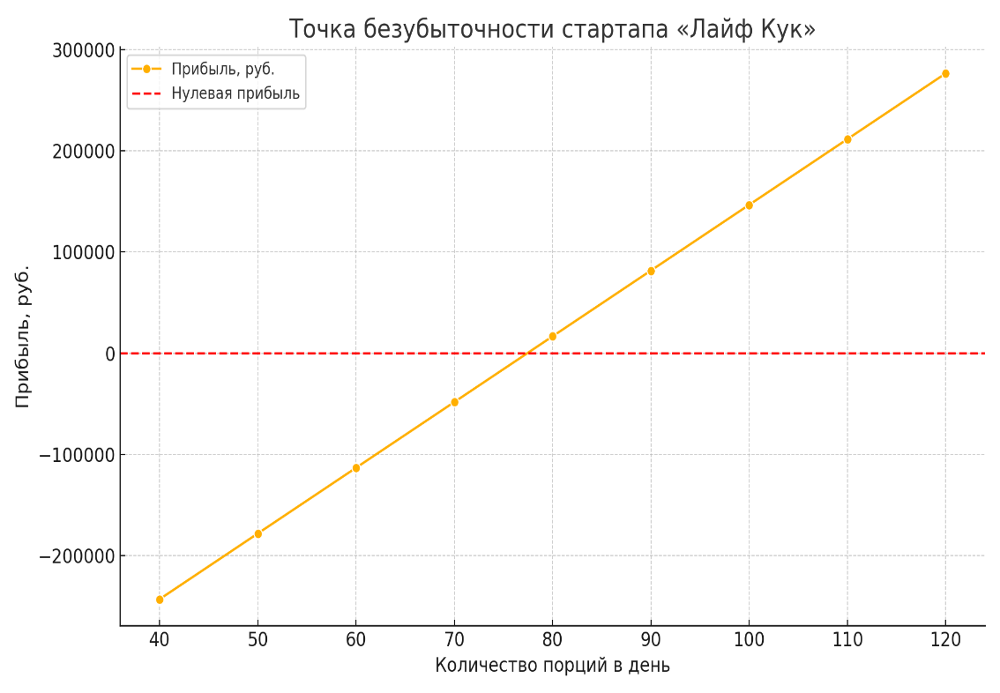 Точка безубыточности стартапа «Лайф Кук»
Прибыль, руб.
Нулевая прибыль
Прибыль, руб.
300000
200000
100000
0
−100000
−200000
40 50 60 70 80 90 100 110 120
Количество порций в день